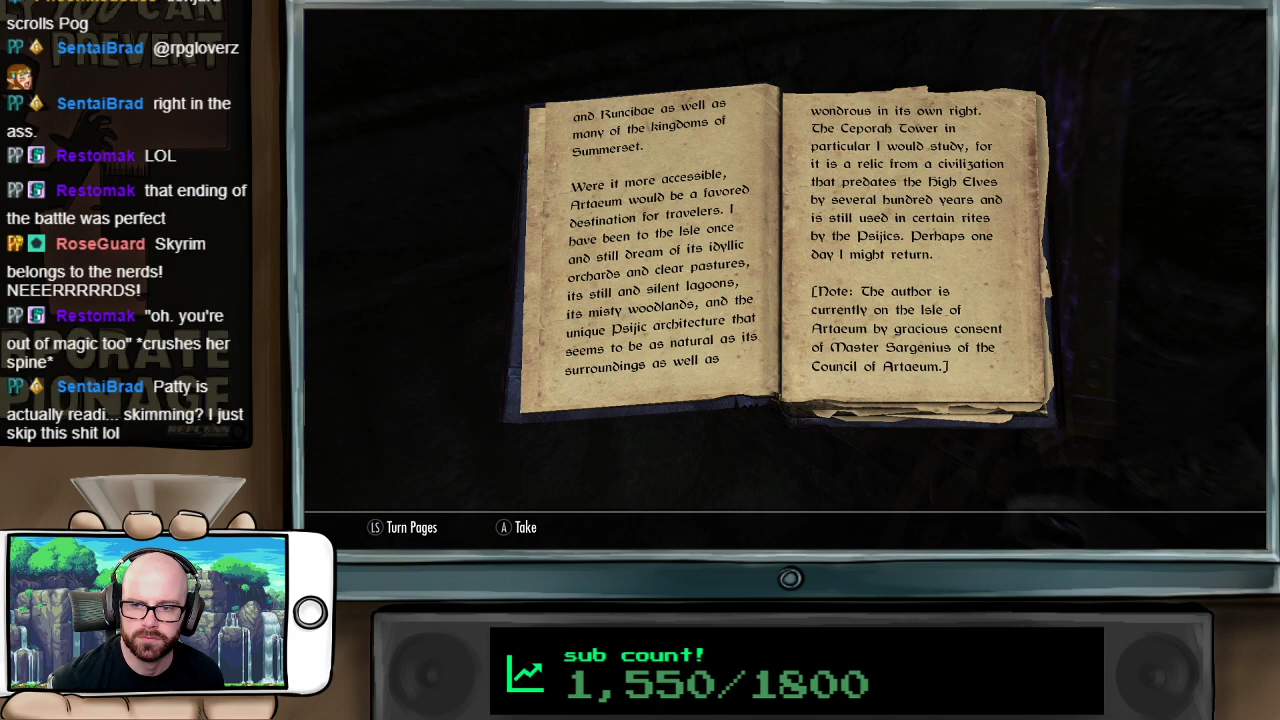 scrolls Pog
SentaiBrad @rpgloverz
SentaiBrad right in the
ass.
Restomak LOL
Restomak that ending of
the battle was perfect
RoseGuard Skyrim
belongs to the nerds!
NEEERRRRRDS!
Restomak "oh. you're
out of magic too" *crushes her
spine*
SentaiBrad Patty is
actually readi... skimming? I just
skip this shit lol
and Runcibae as well as
many of the kingdoms of
Summerset.
Were it more accessible,
Artaeum would be a favored
destination for travelers. I
have been to the Isle once
and still dream of its idyllic
orchards and clear pastures,
its still and silent lagoons,
its misty woodlands, and the
unique Psijic architecture that
seems to be as natural as its
surroundings as well as
wondrous in its own right.
The Ceporah Tower in
particular I would study, for
it is a relic from a civilization
that predates the High Elves
by several hundred years and
is still used in certain rites
by the Psijics. Perhaps one
day I might return.
[Note: The author is
currently on the Isle of
Artaeum by gracious consent
of Master Sargenius of the
Council of Artaeum.]
LS Turn Pages
A Take
sub count!
1,550/1800